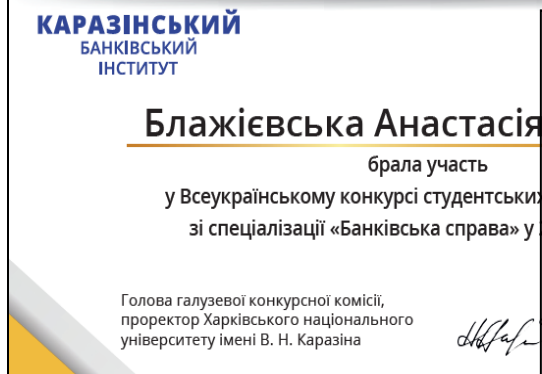 КАРАЗІНСЬКИЙ
БАНКІВСЬКИЙ
ІНСТИТУТ
Блажієвська Анастасія
брала участь
у Всеукраїнському конкурсі студентських
зі спеціалізації «Банківська справа» у
Голова галузевої конкурсної комісії,
проректор Харківського національного
університету імені В. Н. Каразіна